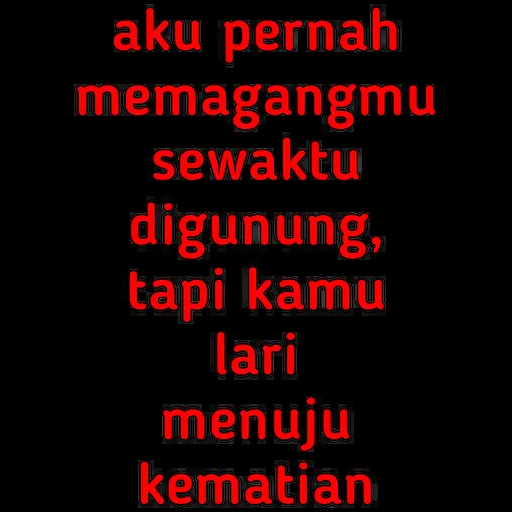 aku pernah
memagangmu
sewaktu
digunung,
tapi kamu
lari
menuju
kematian